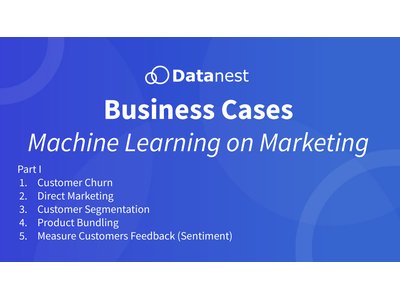 Datanest
Business Cases
Machine Learning on Marketing
Part I
1. Customer Churn
2. Direct Marketing
3. Customer Segmentation
4. Product Bundling
5. Measure Customers Feedback (Sentiment)